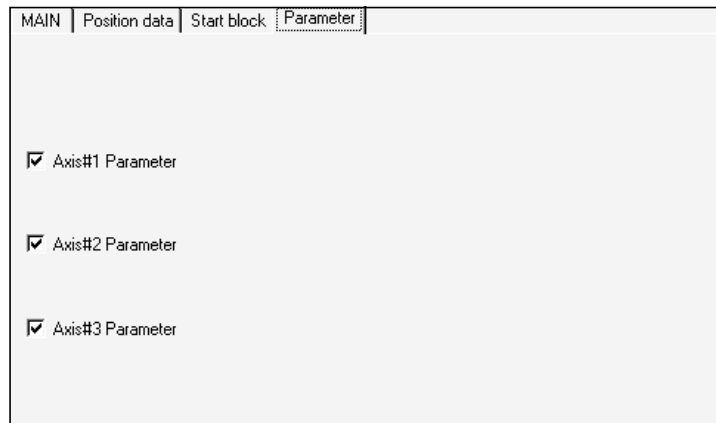 MAIN Position data Start block Parameter
Axis#1 Parameter
Axis#2 Parameter
Axis#3 Parameter